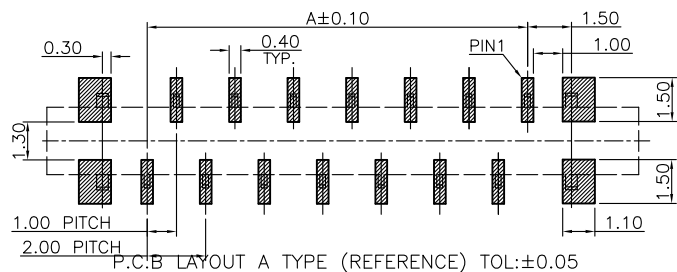 A±0.10
1.50
0.30
0.40
TYP.
PIN1
1.00
1.50
1.30
1.50
1.00 PITCH
2.00 PITCH
1.10
P.C.B LAYOUT A TYPE (REFERENCE) TOL:±0.05